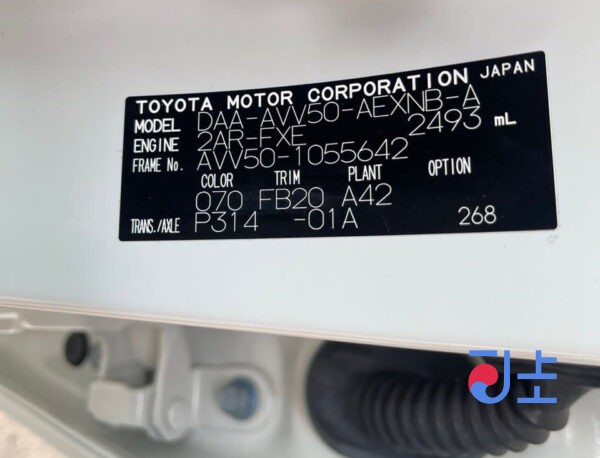 TOYOTA MOTOR CORPORATION JAPAN
MODEL DAA-AVV50-AEXNB-A
ENGINE 2AR-FXE 2493 mL
FRAME No. AVV50-1055642
COLOR TRIM PLANT OPTION
070 FB20 A42
TRANS./AXLE P314 -01A 268